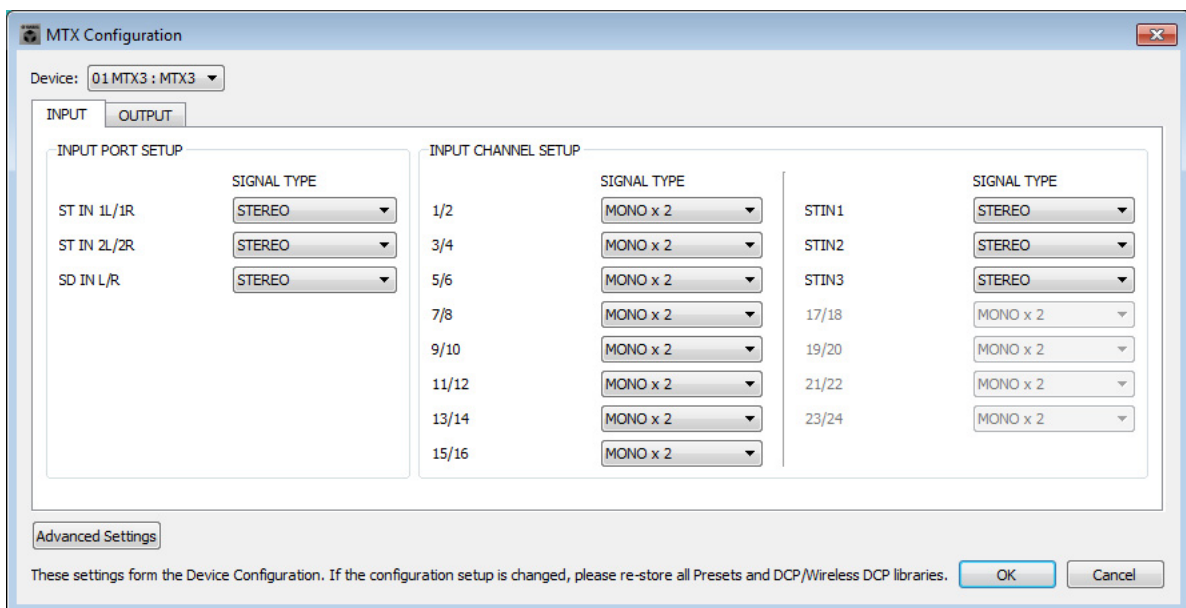 MTX Configuration
Device: 01 MTX3 : MTX3
INPUT OUTPUT
INPUT PORT SETUP
SIGNAL TYPE
ST IN 1L/1R STEREO
ST IN 2L/2R STEREO
SD IN L/R STEREO
INPUT CHANNEL SETUP
SIGNAL TYPE
1/2 MONO x 2
3/4 MONO x 2
5/6 MONO x 2
7/8 MONO x 2
9/10 MONO x 2
11/12 MONO x 2
13/14 MONO x 2
15/16 MONO x 2
SIGNAL TYPE
STIN1 STEREO
STIN2 STEREO
STIN3 STEREO
17/18 MONO x 2
19/20 MONO x 2
21/22 MONO x 2
23/24 MONO x 2
Advanced Settings
These settings form the Device Configuration. If the configuration setup is changed, please re-store all Presets and DCP/Wireless DCP libraries. OK Cancel